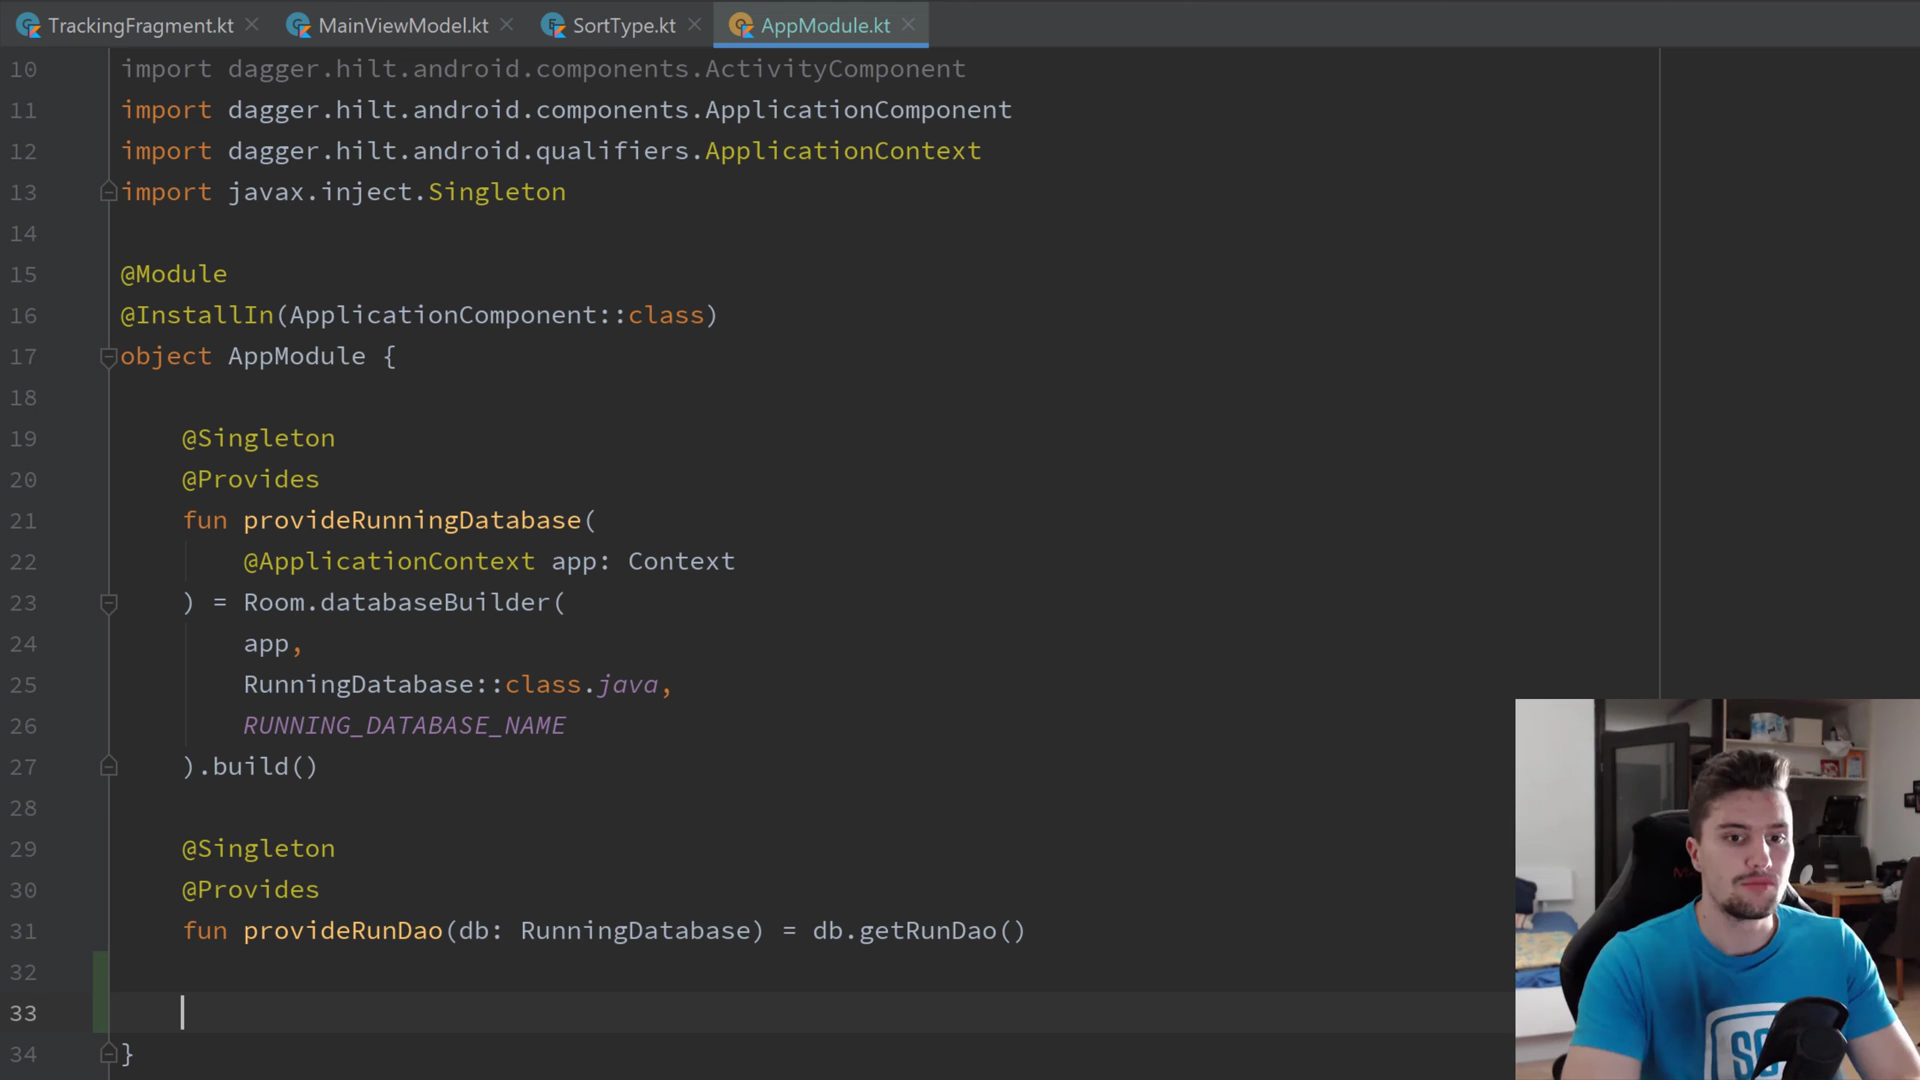 TrackingFragment.kt MainViewModel.kt SortType.kt AppModule.kt
10 import dagger.hilt.android.components.ActivityComponent
11 import dagger.hilt.android.components.ApplicationComponent
12 import dagger.hilt.android.qualifiers.ApplicationContext
13 import javax.inject.Singleton
14
15 @Module
16 @InstallIn(ApplicationComponent::class)
17 object AppModule {
18
19 @Singleton
20 @Provides
21 fun provideRunningDatabase(
22 @ApplicationContext app: Context
23 ) = Room.databaseBuilder(
24 app,
25 RunningDatabase::class.java,
26 RUNNING_DATABASE_NAME
27 ).build()
28
29 @Singleton
30 @Provides
31 fun provideRunDao(db: RunningDatabase) = db.getRunDao()
32
33
34 }